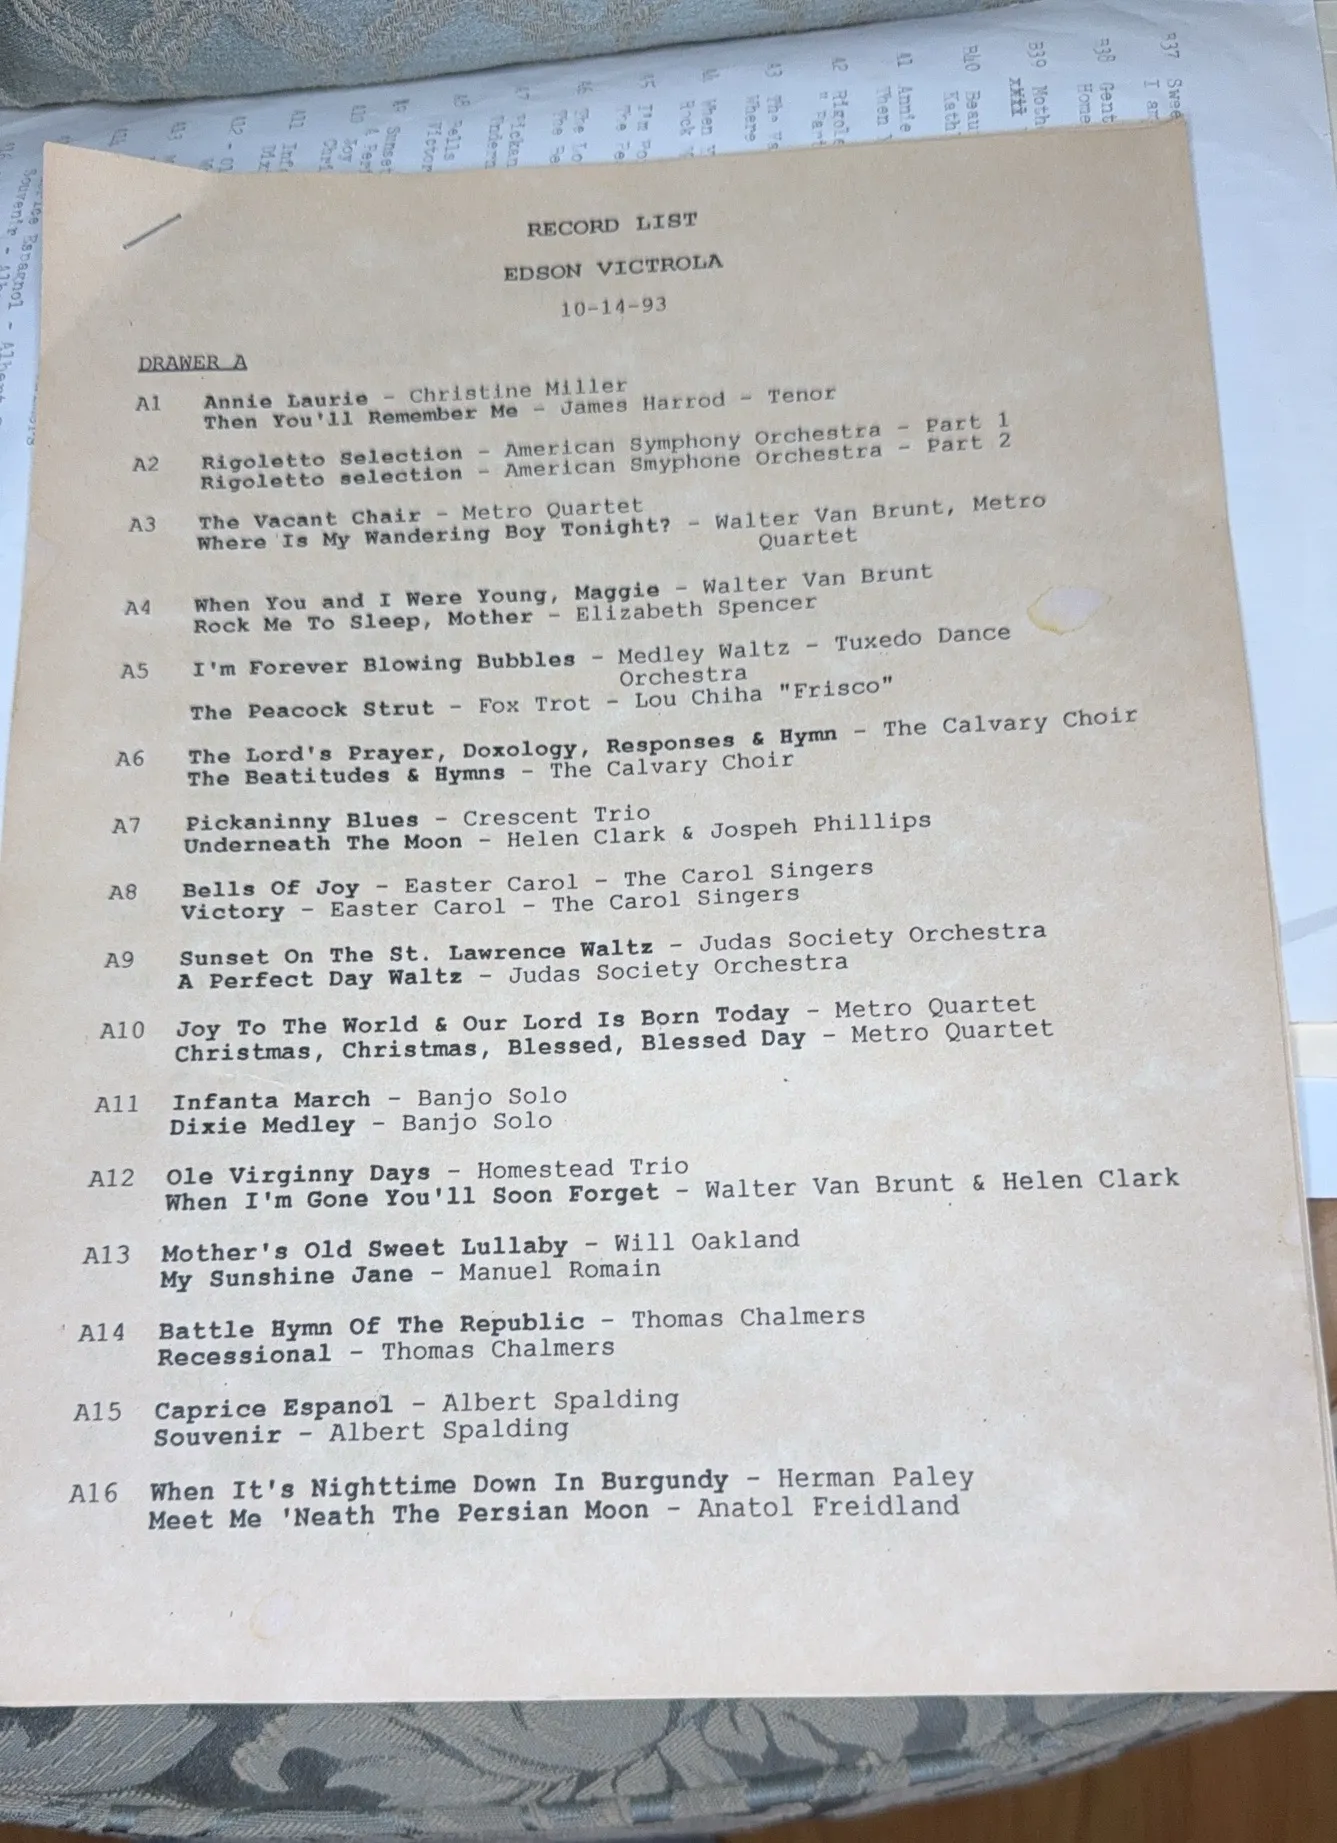 RECORD LIST
EDSON VICTROLA
10-14-93
DRAWER A
A1 Annie Laurie - Christine Miller
Then You'll Remember Me - James Harrod - Tenor
A2 Rigoletto Selection - American Symphony Orchestra - Part 1
Rigoletto selection - American Smyphone Orchestra - Part 2
A3 The Vacant Chair - Metro Quartet
Where Is My Wandering Boy Tonight? - Walter Van Brunt, Metro
Quartet
A4 When You and I Were Young, Maggie - Walter Van Brunt
Rock Me To Sleep, Mother - Elizabeth Spencer
A5 I'm Forever Blowing Bubbles - Medley Waltz - Tuxedo Dance
Orchestra
The Peacock Strut - Fox Trot - Lou Chiha "Frisco"
A6 The Lord's Prayer, Doxology, Responses & Hymn - The Calvary Choir
The Beatitudes & Hymns - The Calvary Choir
A7 Pickaninny Blues - Crescent Trio
Underneath The Moon - Helen Clark & Jospeh Phillips
A8 Bells Of Joy - Easter Carol - The Carol Singers
Victory - Easter Carol - The Carol Singers
A9 Sunset On The St. Lawrence Waltz - Judas Society Orchestra
A Perfect Day Waltz - Judas Society Orchestra
A10 Joy To The World & Our Lord Is Born Today - Metro Quartet
Christmas, Christmas, Blessed, Blessed Day - Metro Quartet
A11 Infanta March - Banjo Solo
Dixie Medley - Banjo Solo
A12 Ole Virginny Days - Homestead Trio
When I'm Gone You'll Soon Forget - Walter Van Brunt & Helen Clark
A13 Mother's Old Sweet Lullaby - Will Oakland
My Sunshine Jane - Manuel Romain
A14 Battle Hymn Of The Republic - Thomas Chalmers
Recessional - Thomas Chalmers
A15 Caprice Espanol - Albert Spalding
Souvenir - Albert Spalding
A16 When It's Nighttime Down In Burgundy - Herman Paley
Meet Me 'Neath The Persian Moon - Anatol Freidland